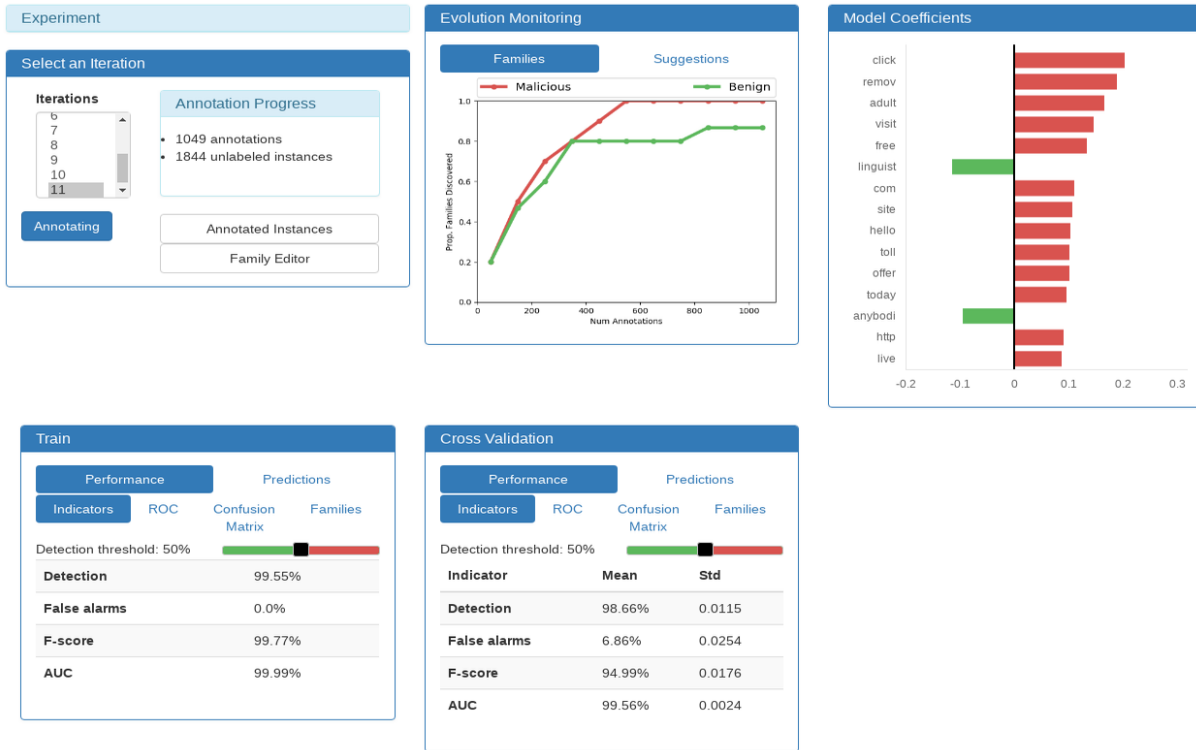 Experiment
Select an Iteration
Iterations
6
7
8
9
10
11
Annotating
Annotation Progress
1049 annotations
1844 unlabeled instances
Annotated Instances
Family Editor
Evolution Monitoring
Families
Suggestions
Malicious
Benign
Prop. Families Discovered
1.0
0.8
0.6
0.4
0.2
0.0
0
200
400
600
800
1000
Num Annotations
Model Coefficients
click
remov
adult
visit
free
linguist
com
site
hello
toll
offer
today
anybodi
http
live
-0.2
-0.1
0
0.1
0.2
0.3
Train
Performance
Predictions
Indicators
ROC
Confusion
Matrix
Families
Detection threshold: 50%
Detection 99.55%
False alarms 0.0%
F-score 99.77%
AUC 99.99%
Cross Validation
Performance
Predictions
Indicators
ROC
Confusion
Matrix
Families
Detection threshold: 50%
Indicator Mean Std
Detection 98.66% 0.0115
False alarms 6.86% 0.0254
F-score 94.99% 0.0176
AUC 99.56% 0.0024